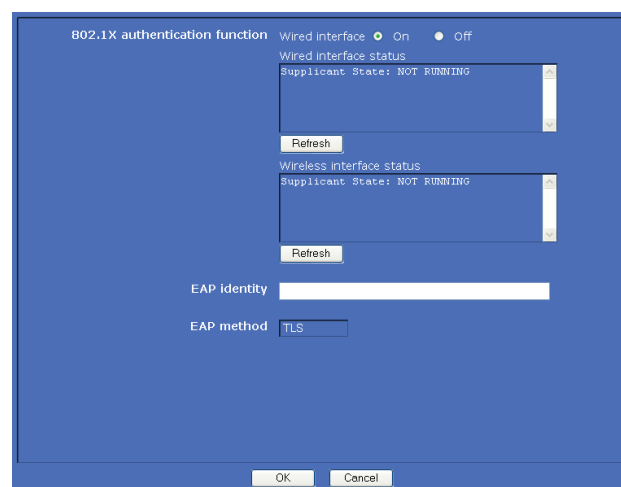 802.1X authentication function Wired interface On Off
Wired interface status
Supplicant State: NOT RUNNING
Refresh
Wireless interface status
Supplicant State: NOT RUNNING
Refresh
EAP identity
EAP method TLS
OK Cancel